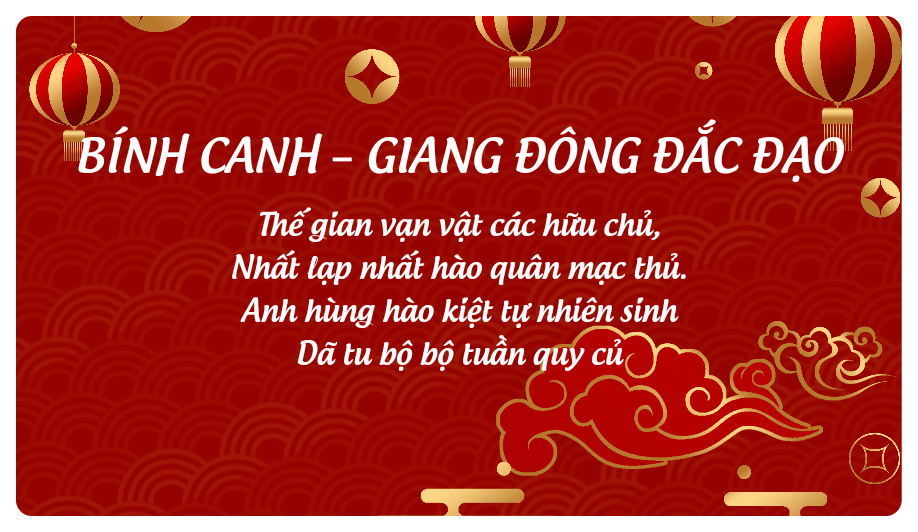 BÍNH CANH – GIANG ĐÔNG ĐẮC ĐẠO
Thế gian vạn vật các hữu chủ,
Nhất lạp nhất hào quân mạc thủ.
Anh hùng hào kiệt tự nhiên sinh
Dã tu bộ bộ tuần quy củ